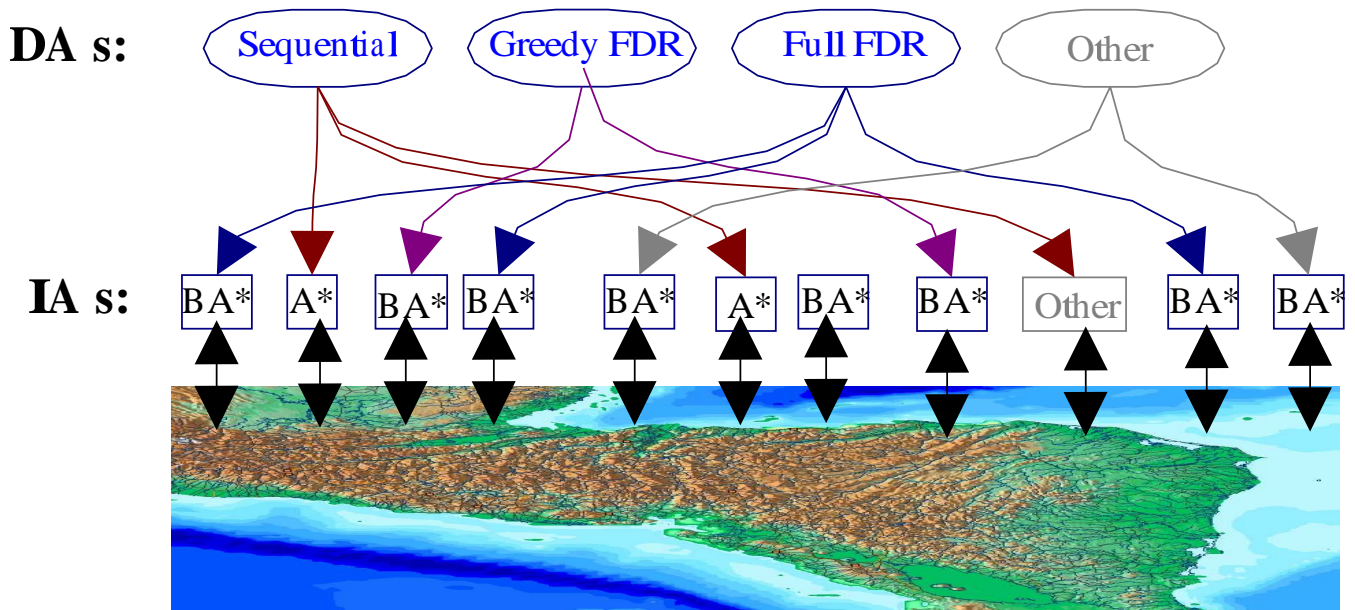 DA s: Sequential Greedy FDR Full FDR Other
IA s: BA* A* BA* BA* BA* A* BA* BA* Other BA* BA*